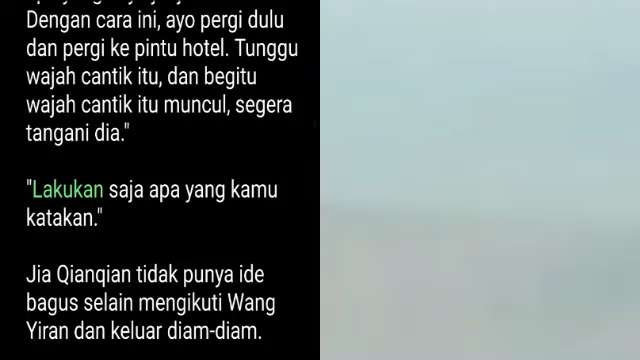 Dengan cara ini, ayo pergi dulu
dan pergi ke pintu hotel. Tunggu
wajah cantik itu, dan begitu
wajah cantik itu muncul, segera
tangani dia."
"Lakukan saja apa yang kamu
katakan."
Jia Qianqian tidak punya ide
bagus selain mengikuti Wang
Yiran dan keluar diam-diam.